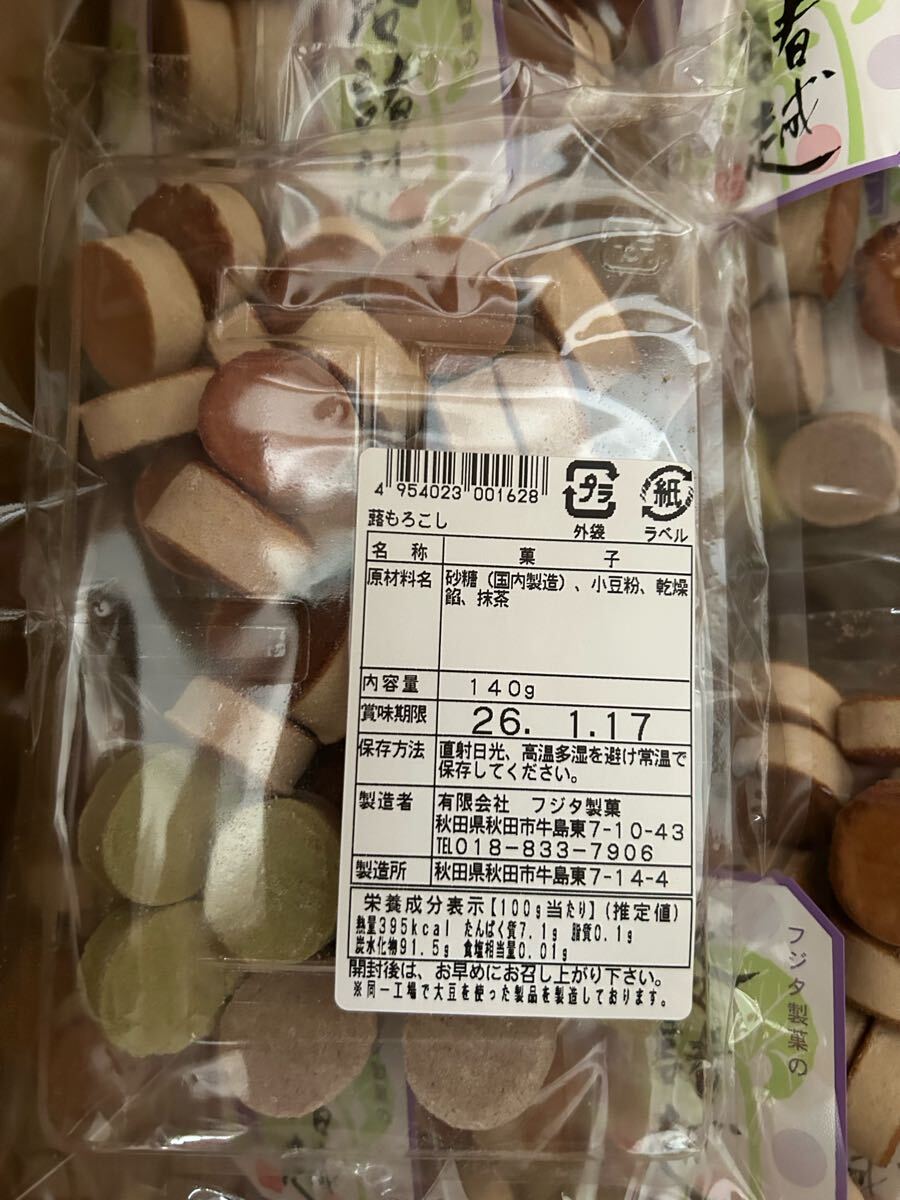 春越
4 954023 001628
プラ
外袋
紙
ラベル
蕗もろこし
名 称 菓 子
原材料名 砂糖（国内製造）、小豆粉、乾燥
餡、抹茶
内容量 140g
賞味期限 26. 1.17
保存方法 直射日光、高温多湿を避け常温で
保存してください。
製造者 有限会社 フジタ製菓
秋田県秋田市牛島東7-10-43
TEL018-833-7906
製造所 秋田県秋田市牛島東7-14-4
栄養成分表示【100g当たり】(推定値)
熱量395kcal たんぱく質7.1g 脂質0.1g
炭水化物91.5g 食塩相当量0.01g
開封後は、お早めにお召し上がり下さい。
※同一工場で大豆を使った製品を製造しております。
フジタ製菓の